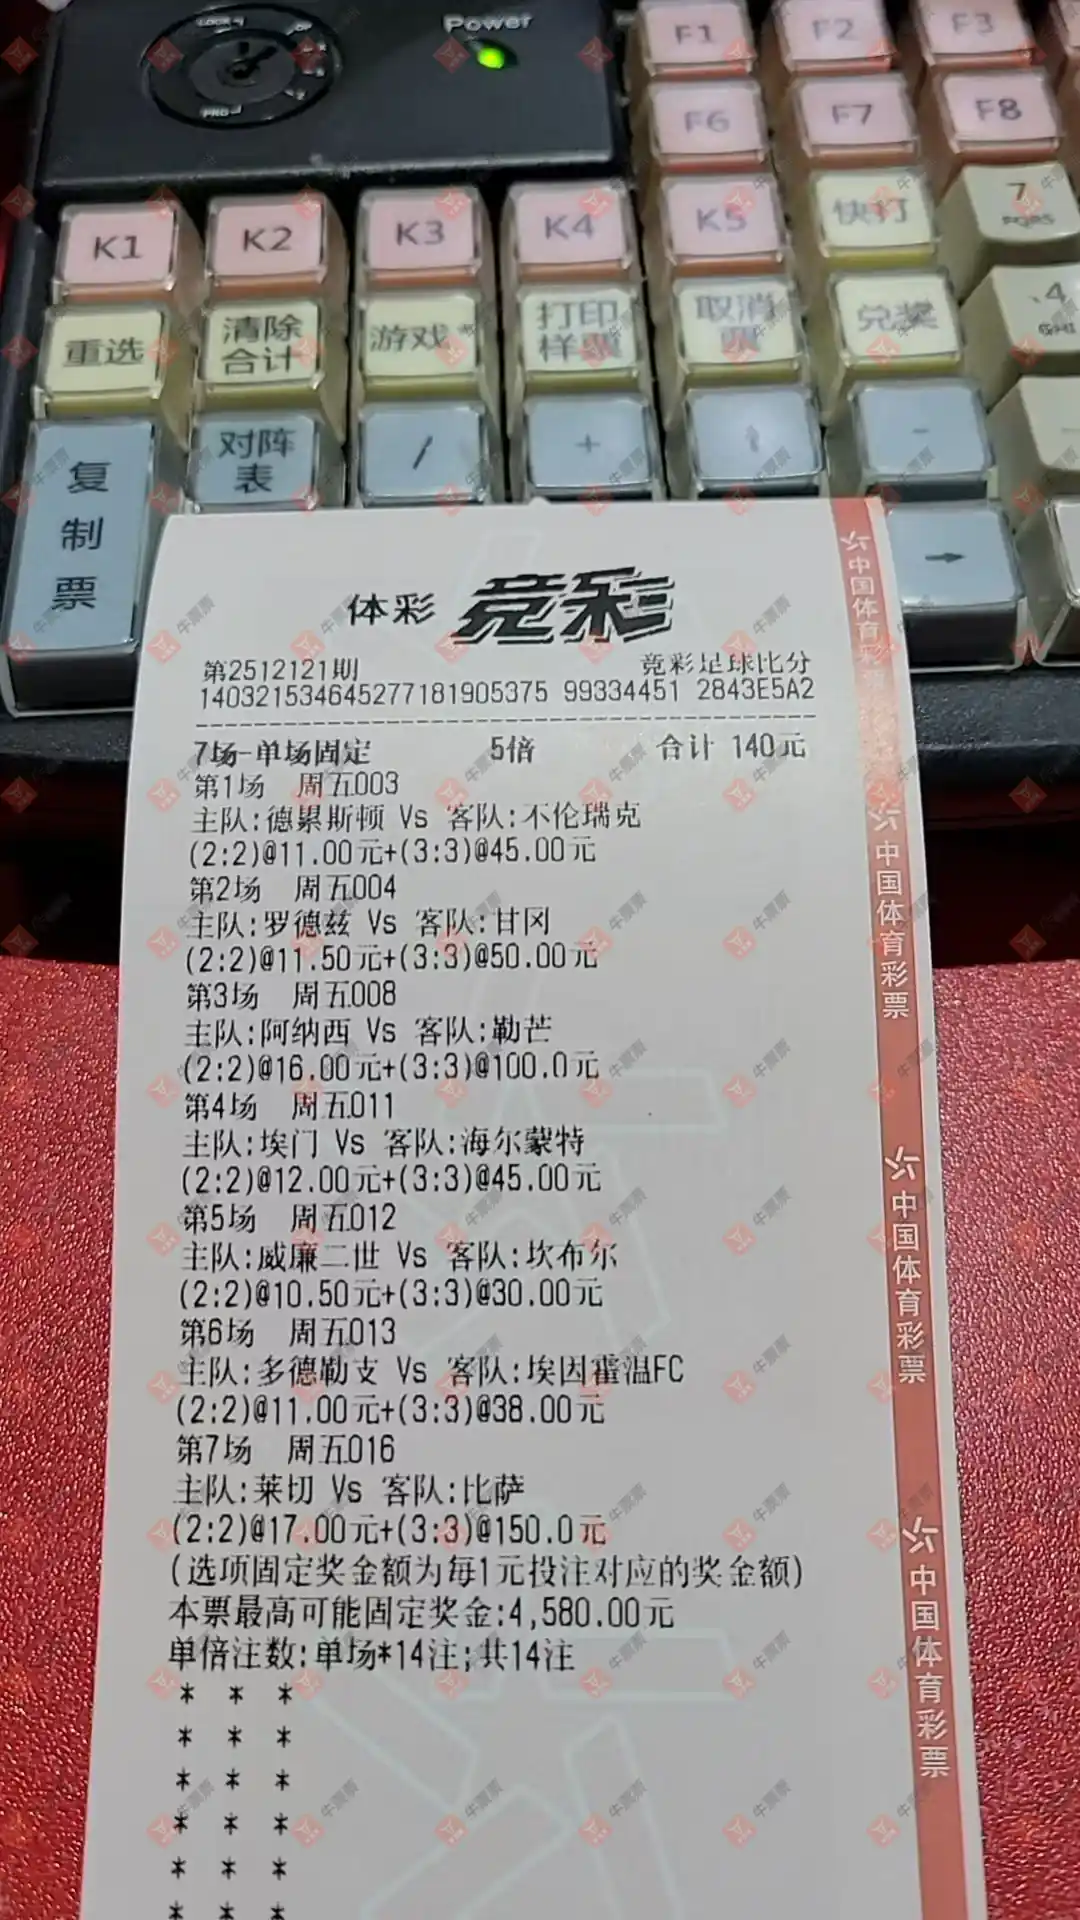 Power
F1 F2 F3
F6 F7 F8
K1 K2 K3 K4 K5 快打 7
PQRS
重选 清除合计 游戏 打印样票 取消票 兑奖 4
GHI
复制票 对阵表 / + -
→
体彩 竞彩
第2512121期 竞彩足球比分
140321534645277181905375 99334451 2843E5A2
7场-单场固定 5倍 合计 140元
第1场 周五003
主队:德累斯顿 Vs 客队:不伦瑞克
(2:2)@11.00元+(3:3)@45.00元
第2场 周五004
主队:罗德兹 Vs 客队:甘冈
(2:2)@11.50元+(3:3)@50.00元
第3场 周五008
主队:阿纳西 Vs 客队:勒芒
(2:2)@16.00元+(3:3)@100.0元
第4场 周五011
主队:埃门 Vs 客队:海尔蒙特
(2:2)@12.00元+(3:3)@45.00元
第5场 周五012
主队:威廉二世 Vs 客队:坎布尔
(2:2)@10.50元+(3:3)@30.00元
第6场 周五013
主队:多德勒支 Vs 客队:埃因霍温FC
(2:2)@11.00元+(3:3)@38.00元
第7场 周五016
主队:莱切 Vs 客队:比萨
(2:2)@17.00元+(3:3)@150.0元
(选项固定奖金额为每1元投注对应的奖金额)
本票最高可能固定奖金:4,580.00元
单倍注数:单场*14注;共14注
* * *
* * *
* * *
* * *
* * *
* * *
中国体育彩票
中国体育彩票
中国体育彩票
中国体育彩票
牛票票